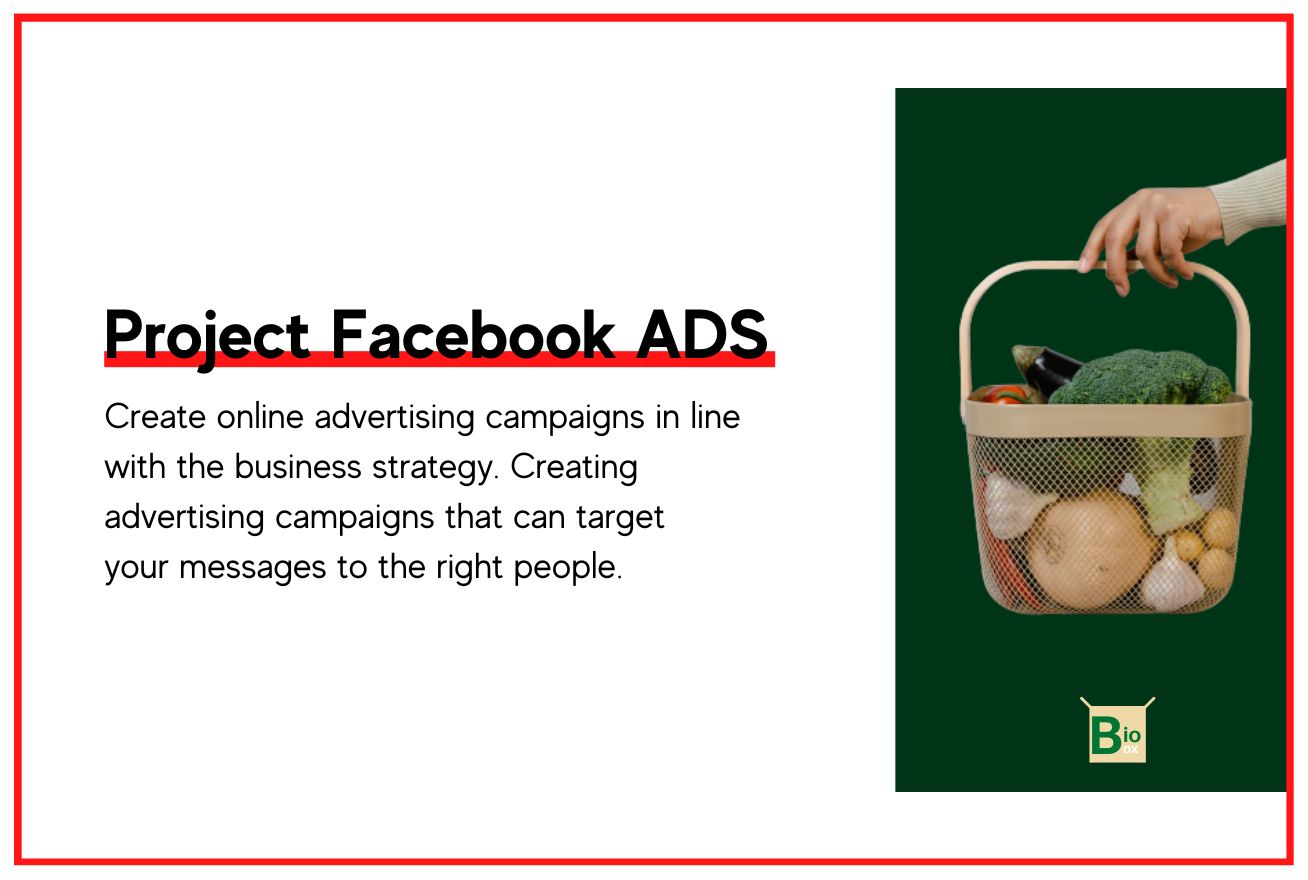 Project Facebook ADS
Create online advertising campaigns in line
with the business strategy. Creating
advertising campaigns that can target
your messages to the right people.
Bio
ox